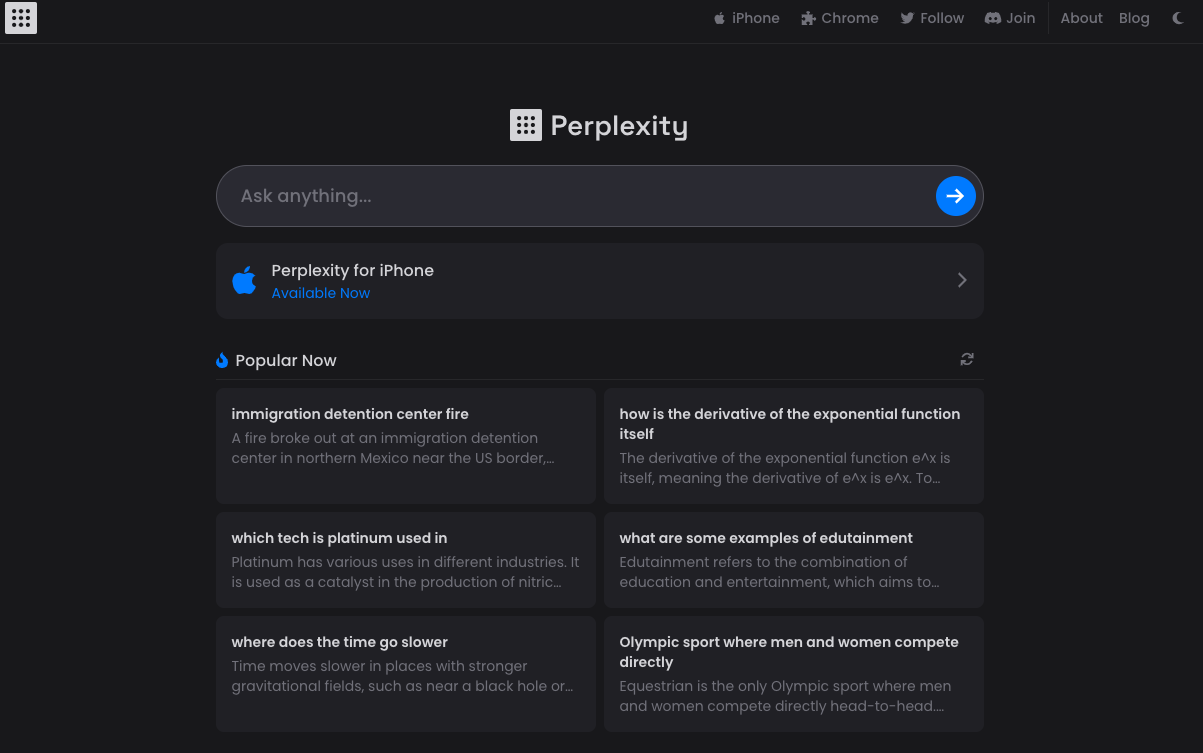 iPhone Chrome Follow Join About Blog
Perplexity
Ask anything...
Perplexity for iPhone
Available Now
Popular Now
immigration detention center fire
A fire broke out at an immigration detention
center in northern Mexico near the US border,...
how is the derivative of the exponential function
itself
The derivative of the exponential function e^x is
itself, meaning the derivative of e^x is e^x. To...
which tech is platinum used in
Platinum has various uses in different industries. It
is used as a catalyst in the production of nitric...
what are some examples of edutainment
Edutainment refers to the combination of
education and entertainment, which aims to...
where does the time go slower
Time moves slower in places with stronger
gravitational fields, such as near a black hole or...
Olympic sport where men and women compete
directly
Equestrian is the only Olympic sport where men
and women compete directly head-to-head....